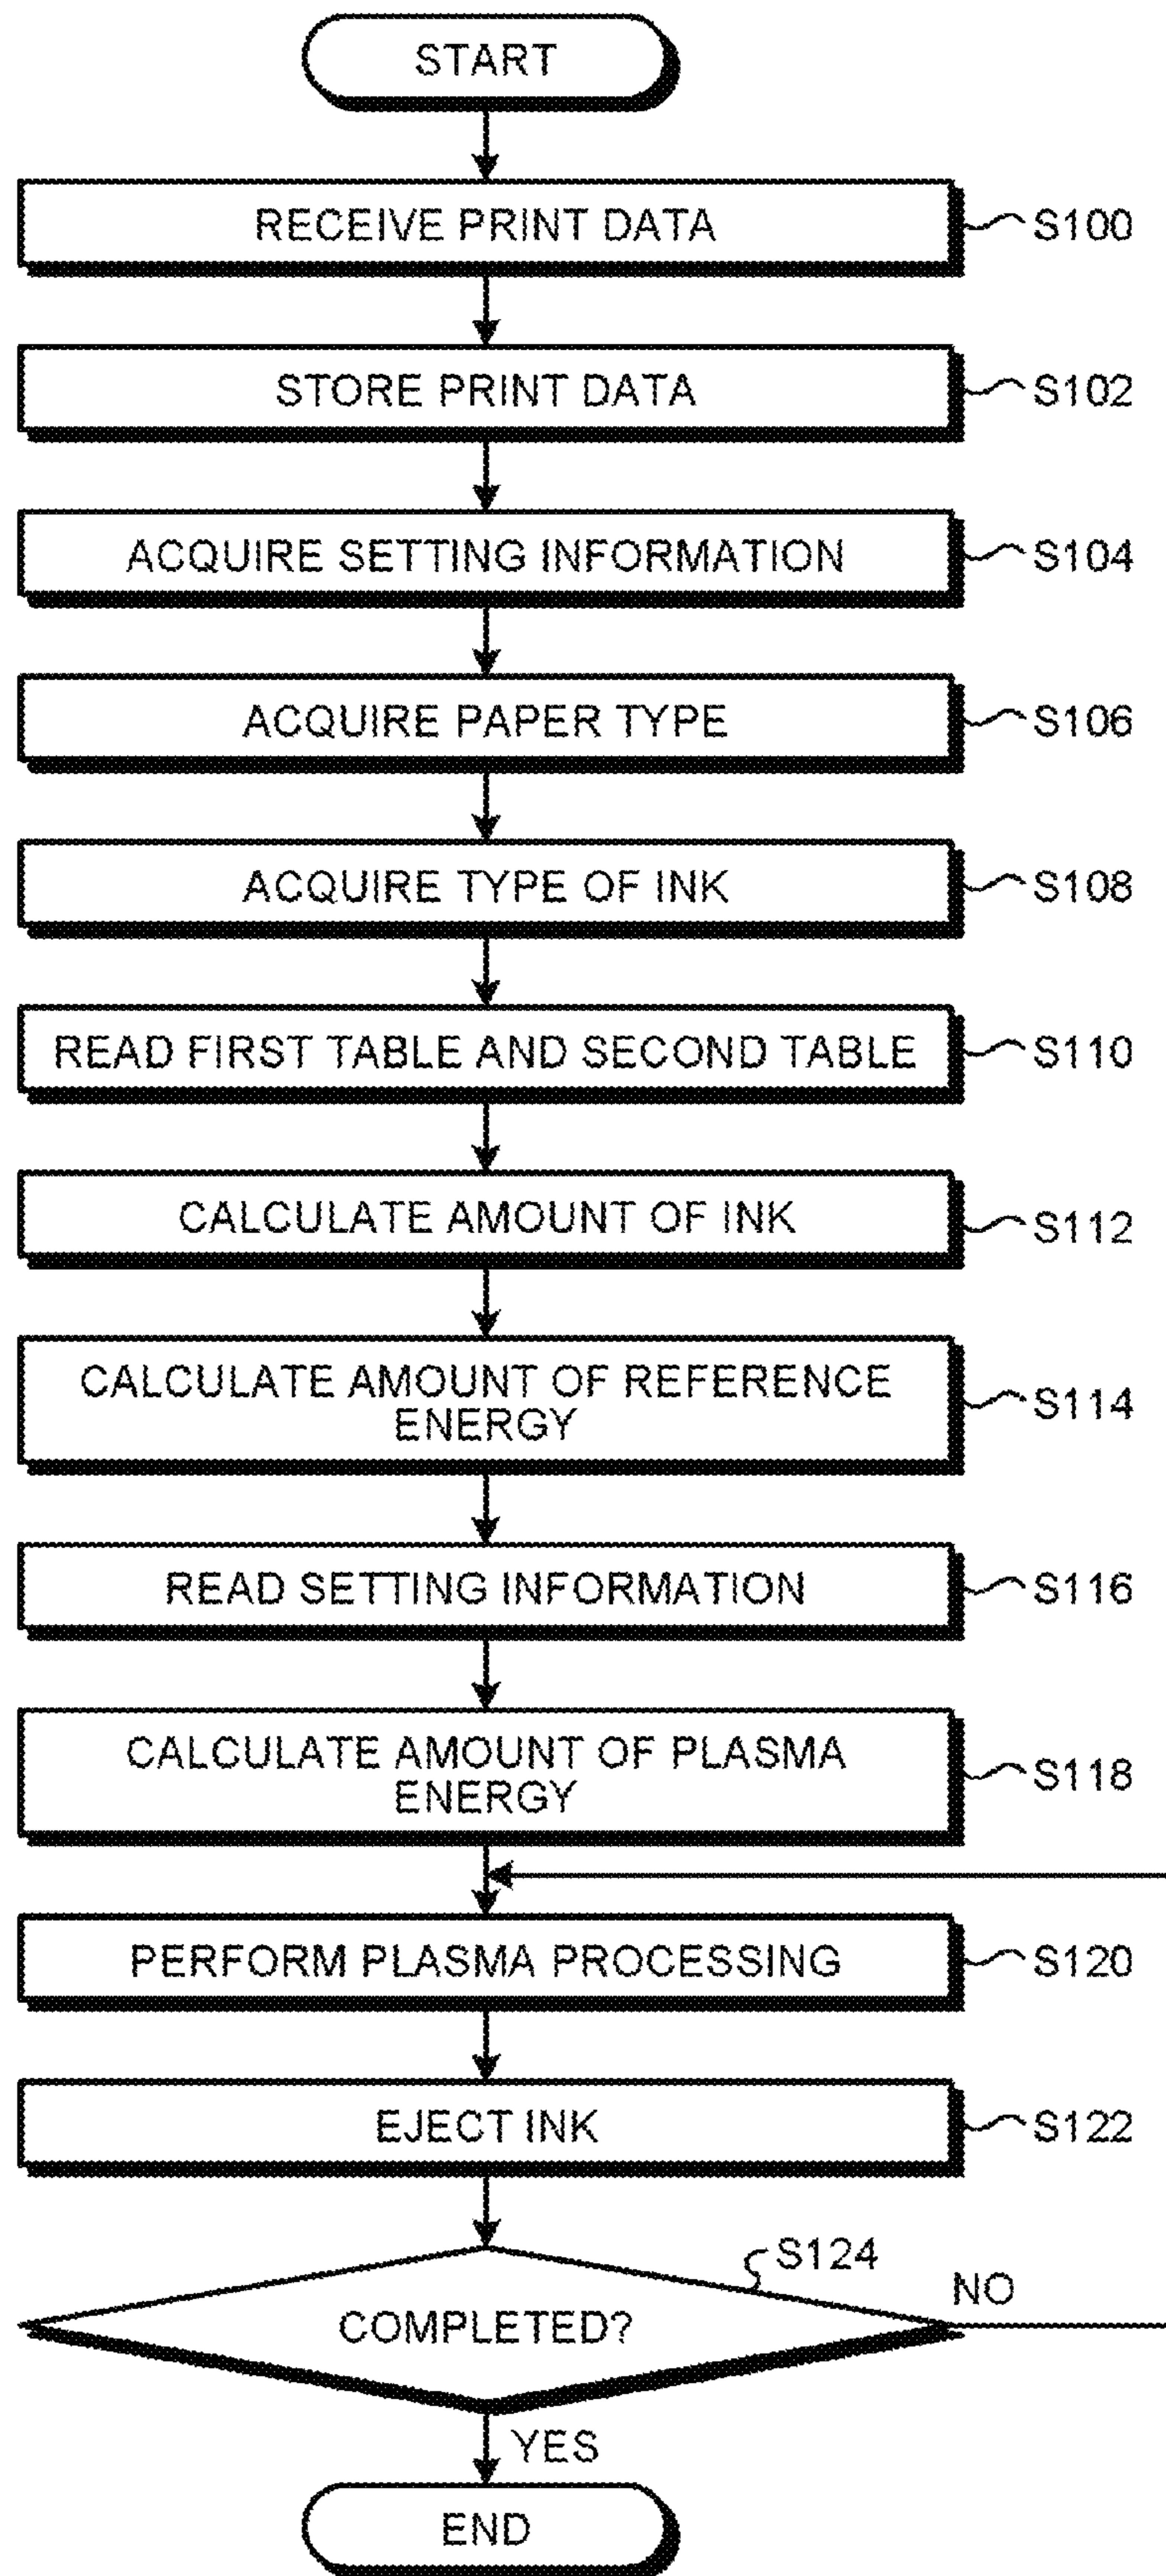 START
RECEIVE PRINT DATA
S100
STORE PRINT DATA
S102
ACQUIRE SETTING INFORMATION
S104
ACQUIRE PAPER TYPE
S106
ACQUIRE TYPE OF INK
S108
READ FIRST TABLE AND SECOND TABLE
S110
CALCULATE AMOUNT OF INK
S112
CALCULATE AMOUNT OF REFERENCE
ENERGY
S114
READ SETTING INFORMATION
S116
CALCULATE AMOUNT OF PLASMA
ENERGY
S118
PERFORM PLASMA PROCESSING
S120
EJECT INK
S122
S124
COMPLETED?
NO
YES
END